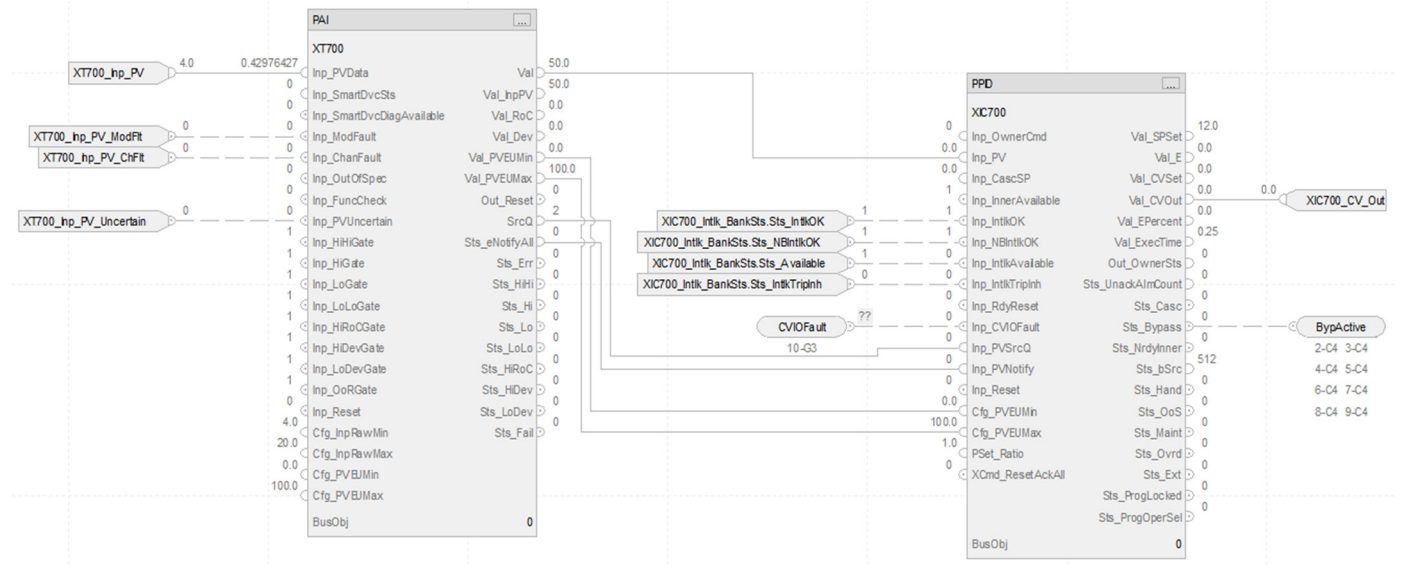 PAI ...
XT700
XT700_Inp_PV 4.0 0.42976427 Inp_PVData Val 50.0
0 Inp_SmartDvcSts Val_InpPV 50.0
0 Inp_SmartDvcDiagAvailable Val_RoC 0.0
XT700_Inp_PV_ModFlt 0 0 Inp_ModFault Val_Dev 0.0
XT700_Inp_PV_ChFlt 0 0 Inp_ChanFault Val_PVEUMin 0.0
0 Inp_OutOfSpec Val_PVEUMax 100.0
0 Inp_FuncCheck Out_Reset 0
XT700_Inp_PV_Uncertain 0 0 Inp_PVUncertain SrcQ 2
1 Inp_HiHiGate Sts_eNotifyAll 0
1 Inp_HiGate Sts_Err 0
1 Inp_LoGate Sts_HiHi 0
1 Inp_LoLoGate Sts_Hi 0
1 Inp_HiRoCGate Sts_Lo 0
1 Inp_HiDevGate Sts_LoLo 0
1 Inp_LoDevGate Sts_HiRoC 0
1 Inp_OoRGate Sts_HiDev 0
0 Inp_Reset Sts_LoDev 0
4.0 Cfg_InpRawMin Sts_Fail 0
20.0 Cfg_InpRawMax
0.0 Cfg_PVEUMin
100.0 Cfg_PVEUMax
BusObj 0
PPID ...
XIC700
0 Inp_OwnerCmd Val_SPSet 12.0
0.0 Inp_PV Val_E 0.0
0.0 Inp_CascSP Val_CVSet 0.0
1 Inp_InnerAvailable Val_CVOut 0.0 0.0 XIC700_CV_Out
XIC700_Intlk_BankSts.Sts_IntlkOK 1 1 Inp_IntlkOK Val_EPercent 0.0
XIC700_Intlk_BankSts.Sts_NBIntlkOK 1 1 Inp_NBIntlkOK Val_ExecTime 0.25
XIC700_Intlk_BankSts.Sts_Available 1 1 Inp_IntlkAvailable Out_OwnerSts 0
XIC700_Intlk_BankSts.Sts_IntlkTripInh 0 0 Inp_IntlkTripInh Sts_UnackAlmCount 0
0 Inp_RdyReset Sts_Casc 0
CVIOFault ?? 0 Inp_CVIOFault Sts_Bypass 0 BypActive
10-G3 0 Inp_PVSrcQ Sts_NrdyInner 0 2-C4 3-C4
0 Inp_PVNotify Sts_bSrc 512 4-C4 5-C4
0 Inp_Reset Sts_Hand 0 6-C4 7-C4
0.0 Cfg_PVEUMin Sts_OoS 0 8-C4 9-C4
100.0 Cfg_PVEUMax Sts_Maint 0
1.0 PSet_Ratio Sts_Ovrd 0
0 XCmd_ResetAckAll Sts_Ext 0
Sts_ProgLocked 0
Sts_ProgOperSel 0
BusObj 0